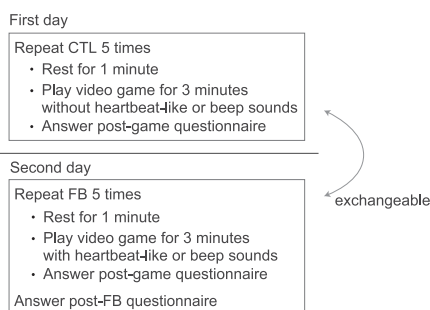 First day
Repeat CTL 5 times
• Rest for 1 minute
• Play video game for 3 minutes
without heartbeat-like or beep sounds
• Answer post-game questionnaire
Second day
Repeat FB 5 times
• Rest for 1 minute
• Play video game for 3 minutes
with heartbeat-like or beep sounds
• Answer post-game questionnaire
Answer post-FB questionnaire
exchangeable